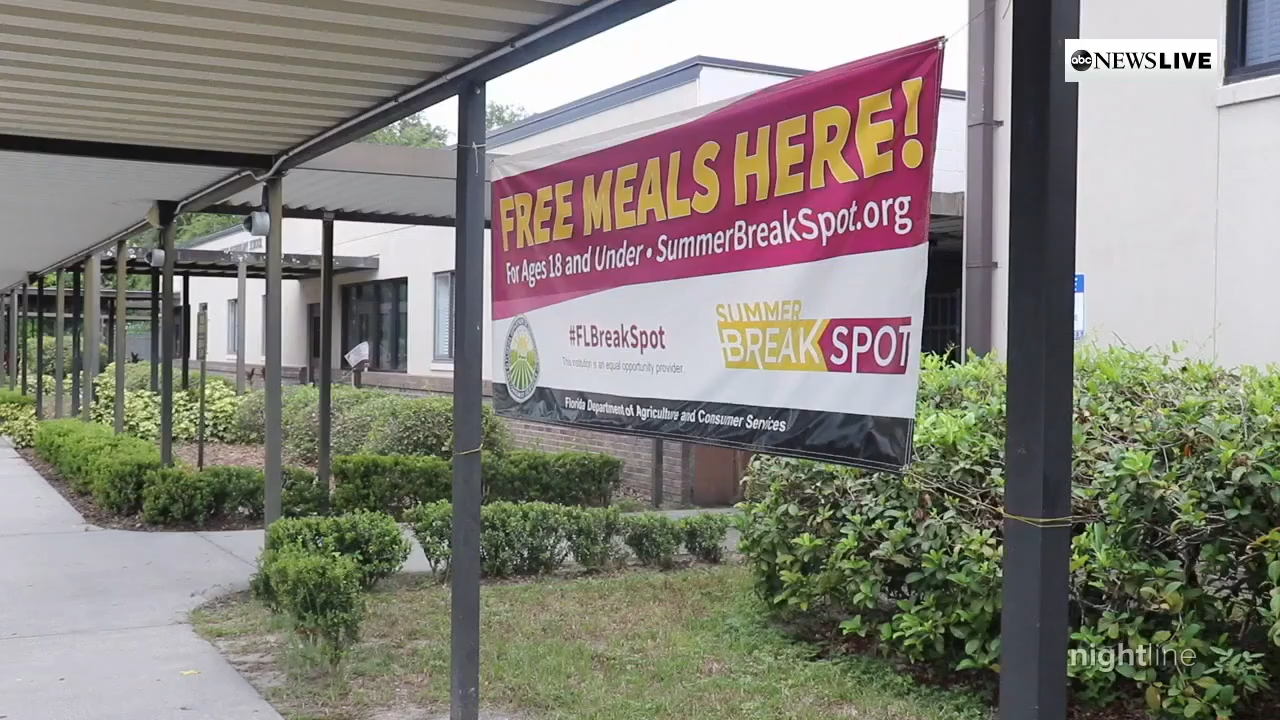 abc NEWS LIVE
FREE MEALS HERE!
For Ages 18 and Under • SummerBreakSpot.org
#FLBreakSpot
This institution is an equal opportunity provider.
SUMMER
BREAK SPOT
Florida Department of Agriculture and Consumer Services
nightline